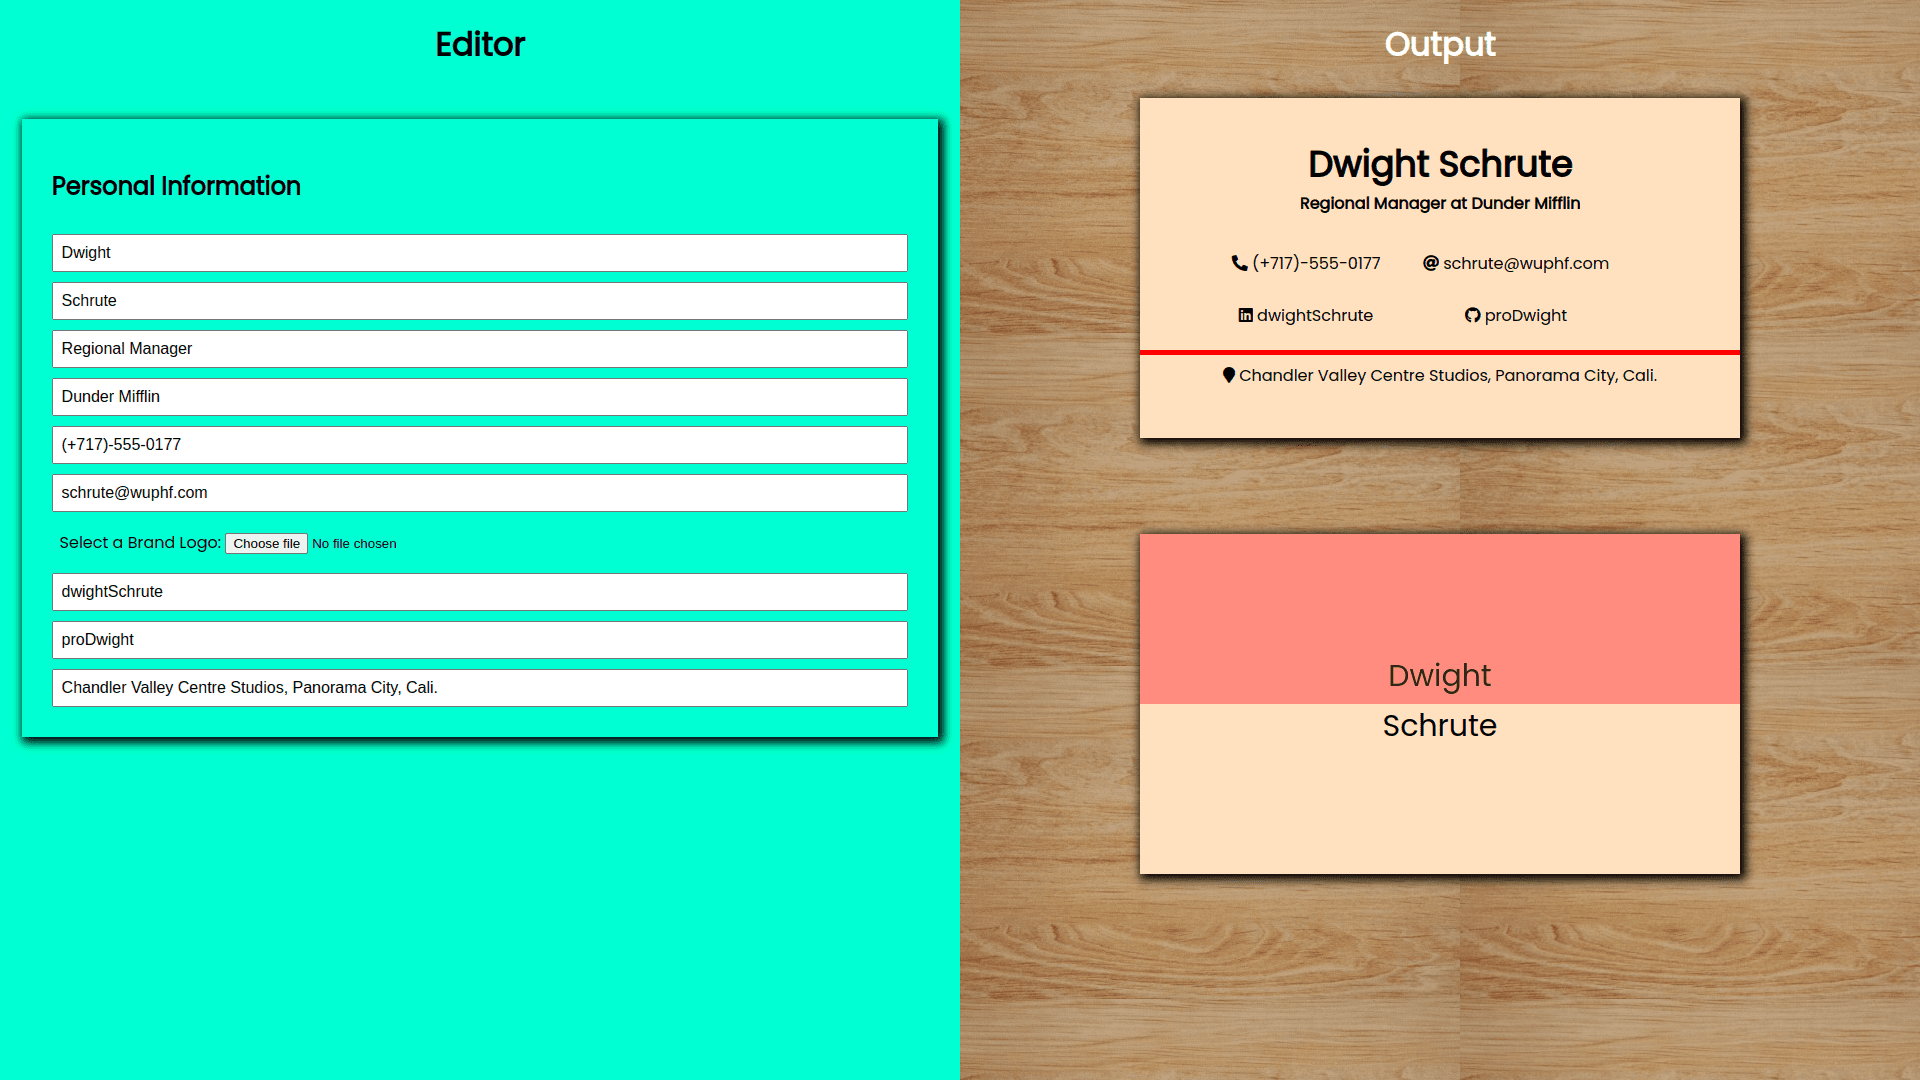 Editor
Personal Information
Dwight
Schrute
Regional Manager
Dunder Mifflin
(+717)-555-0177
schrute@wuphf.com
Select a Brand Logo: Choose file No file chosen
dwightSchrute
proDwight
Chandler Valley Centre Studios, Panorama City, Cali.
Output
Dwight Schrute
Regional Manager at Dunder Mifflin
(+717)-555-0177 schrute@wuphf.com
dwightSchrute proDwight
Chandler Valley Centre Studios, Panorama City, Cali.
Dwight
Schrute